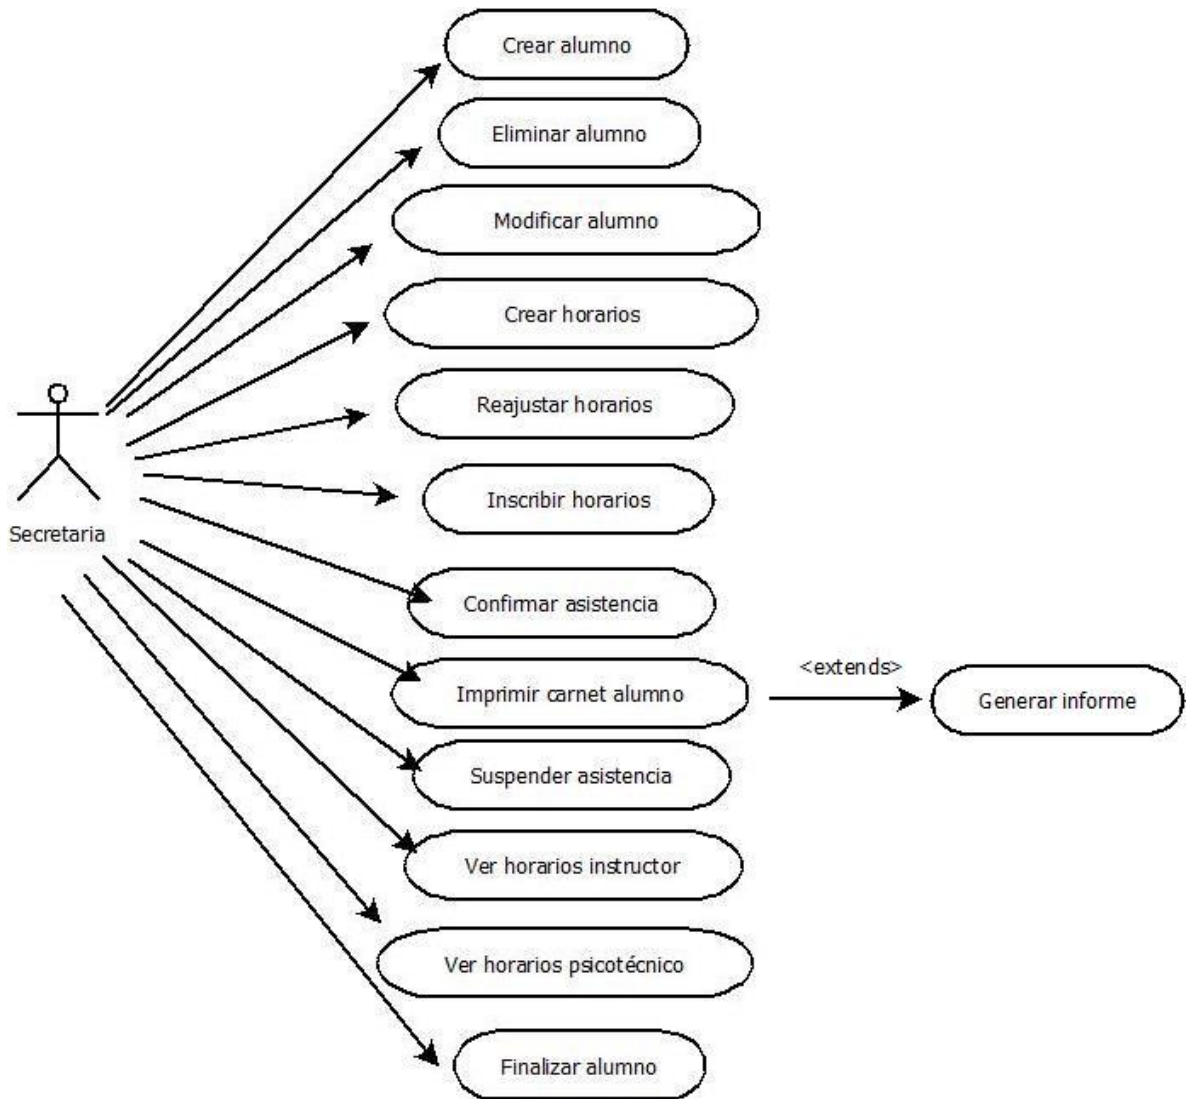 Crear alumno
Eliminar alumno
Modificar alumno
Crear horarios
Reajustar horarios
Inscribir horarios
Secretaria
Confirmar asistencia
Imprimir carnet alumno
<extends>
Generar informe
Suspender asistencia
Ver horarios instructor
Ver horarios psicotécnico
Finalizar alumno